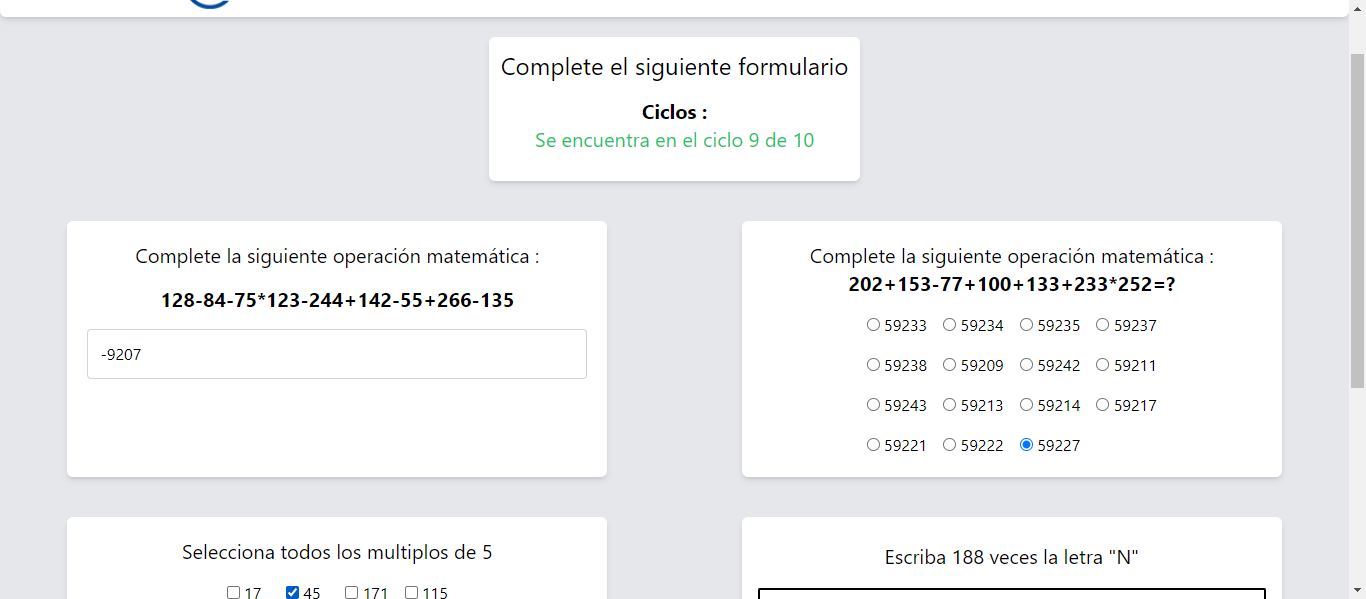 Complete el siguiente formulario
Ciclos :
Se encuentra en el ciclo 9 de 10
Complete la siguiente operación matemática :
128-84-75*123-244+142-55+266-135
-9207
Complete la siguiente operación matemática :
202+153-77+100+133+233*252=?
59233 59234 59235 59237
59238 59209 59242 59211
59243 59213 59214 59217
59221 59222 59227
Selecciona todos los multiplos de 5
17 45 171 115
Escriba 188 veces la letra "N"